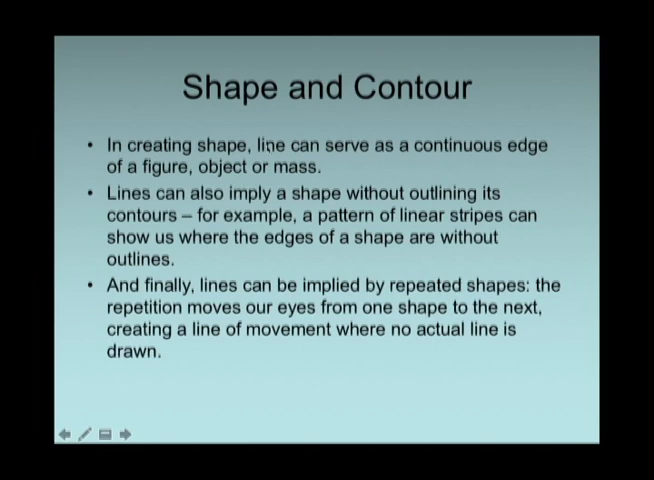 Shape and Contour
• In creating shape, line can serve as a continuous edge
of a figure, object or mass.
• Lines can also imply a shape without outlining its
contours – for example, a pattern of linear stripes can
show us where the edges of a shape are without
outlines.
• And finally, lines can be implied by repeated shapes: the
repetition moves our eyes from one shape to the next,
creating a line of movement where no actual line is
drawn.